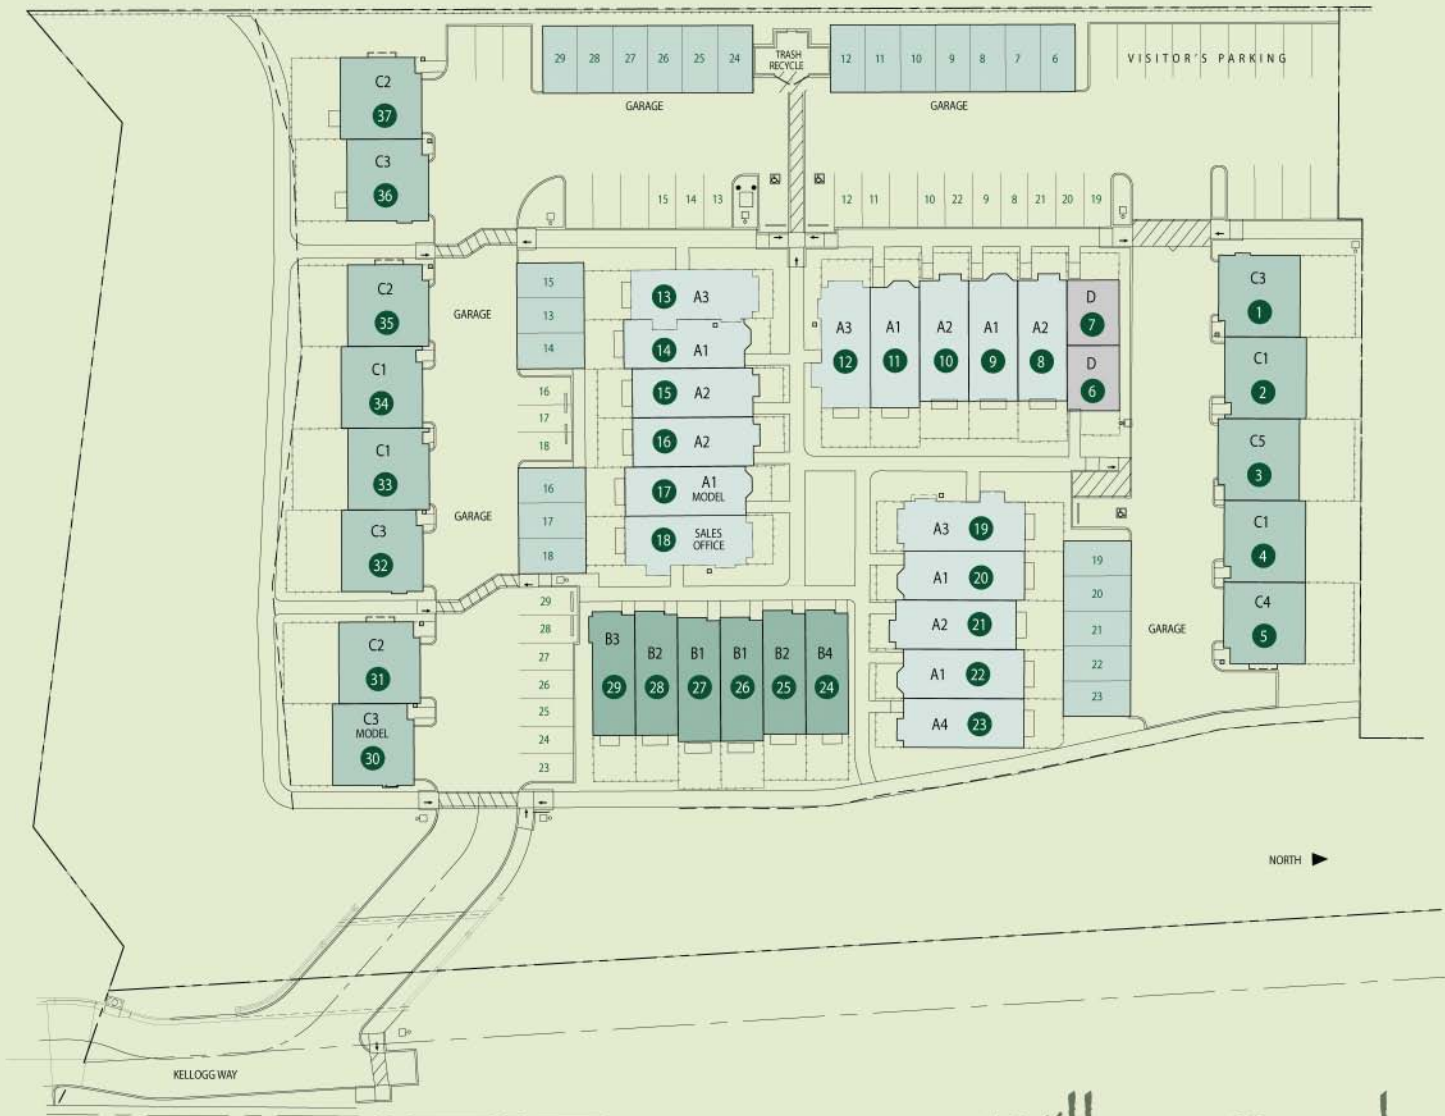 29 28 27 26 25 24
TRASH
RECYCLE
12 11 10 9 8 7 6
VISITOR'S PARKING
GARAGE
GARAGE
C2
37
C3
36
15 14 13
12 11 10 22 9 8 21 20 19
C2
35
C1
34
C1
33
C3
32
GARAGE
GARAGE
15
13
14
16
17
18
16
17
18
13 A3
14 A1
15 A2
16 A2
17 A1
MODEL
18 SALES
OFFICE
A3 A1 A2 A1 A2
12 11 10 9 8
D
7
D
6
C3
1
C1
2
C5
3
C1
4
C4
5
A3 19
A1 20
A2 21
A1 22
A4 23
19
20
21
22
23
GARAGE
C2
31
C3
MODEL
30
29
28
27
26
25
24
23
B3 B2 B1 B1 B2 B4
29 28 27 26 25 24
NORTH
KELLOGG WAY